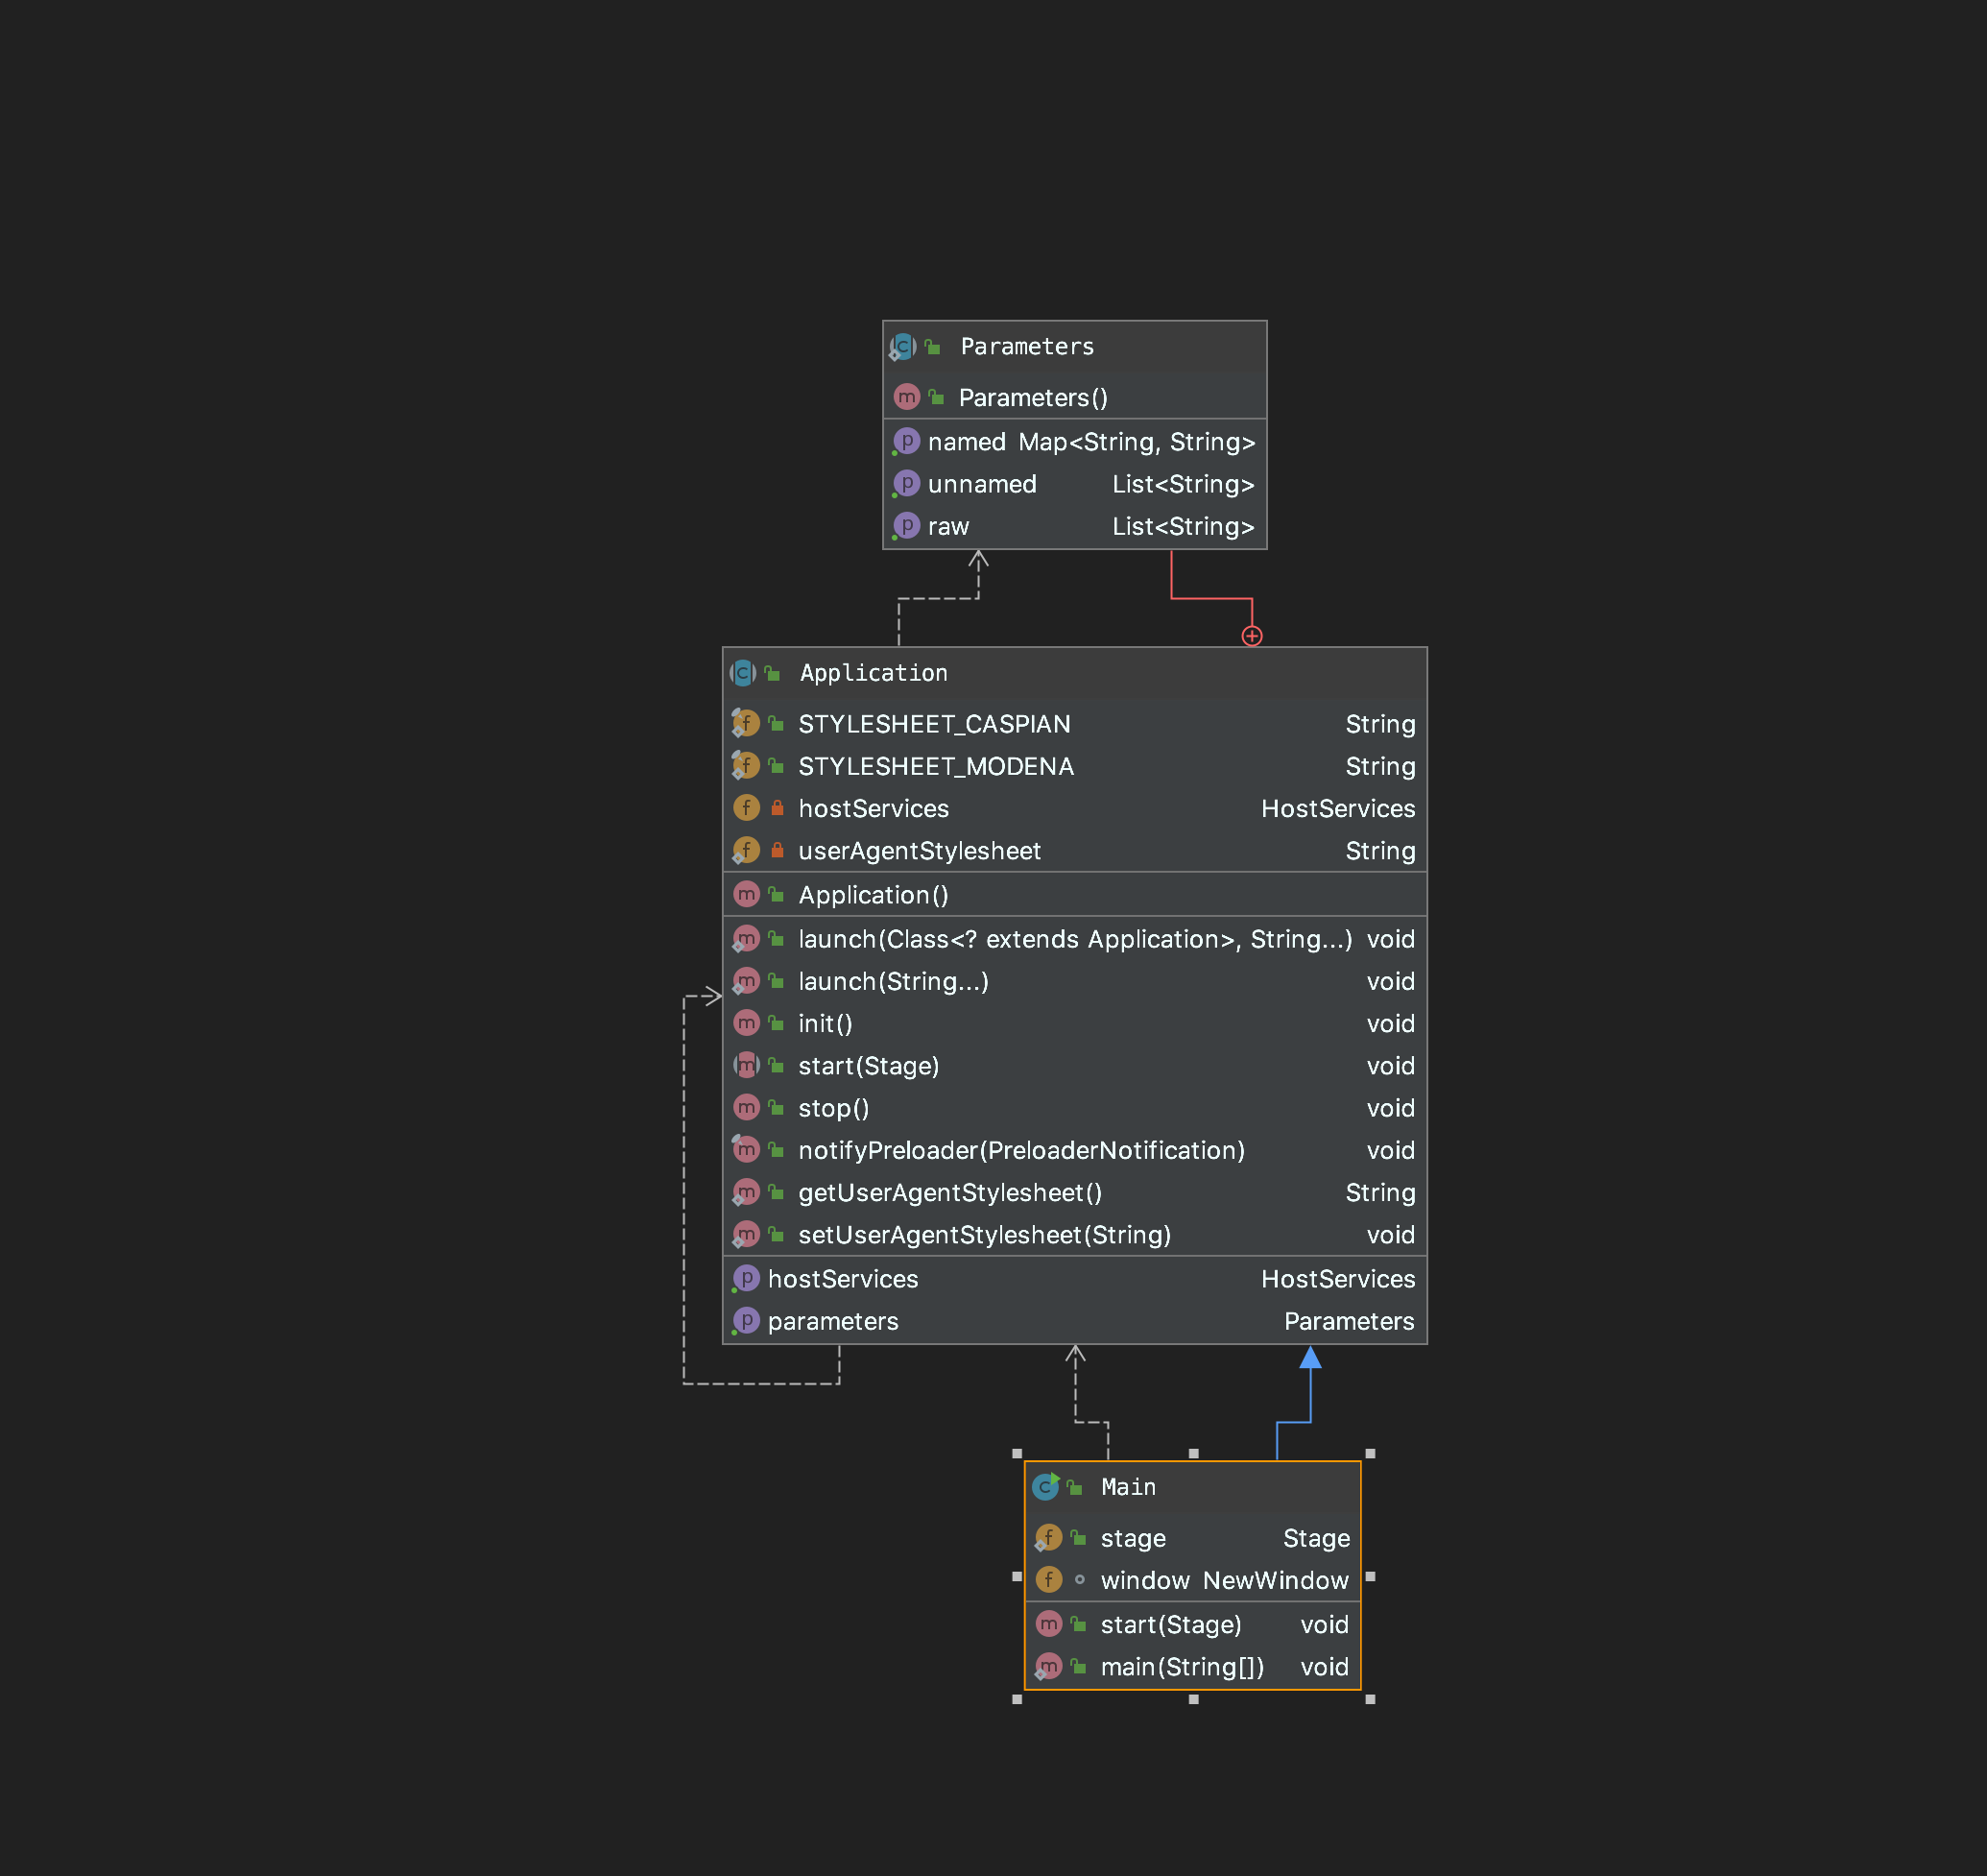 Parameters
Parameters()
named Map<String, String>
unnamed List<String>
raw List<String>
Application
STYLESHEET_CASPIAN String
STYLESHEET_MODENA String
hostServices HostServices
userAgentStylesheet String
Application()
launch(Class<? extends Application>, String...) void
launch(String...) void
init() void
start(Stage) void
stop() void
notifyPreloader(PreloaderNotification) void
getUserAgentStylesheet() String
setUserAgentStylesheet(String) void
hostServices HostServices
parameters Parameters
Main
stage Stage
window NewWindow
start(Stage) void
main(String[]) void